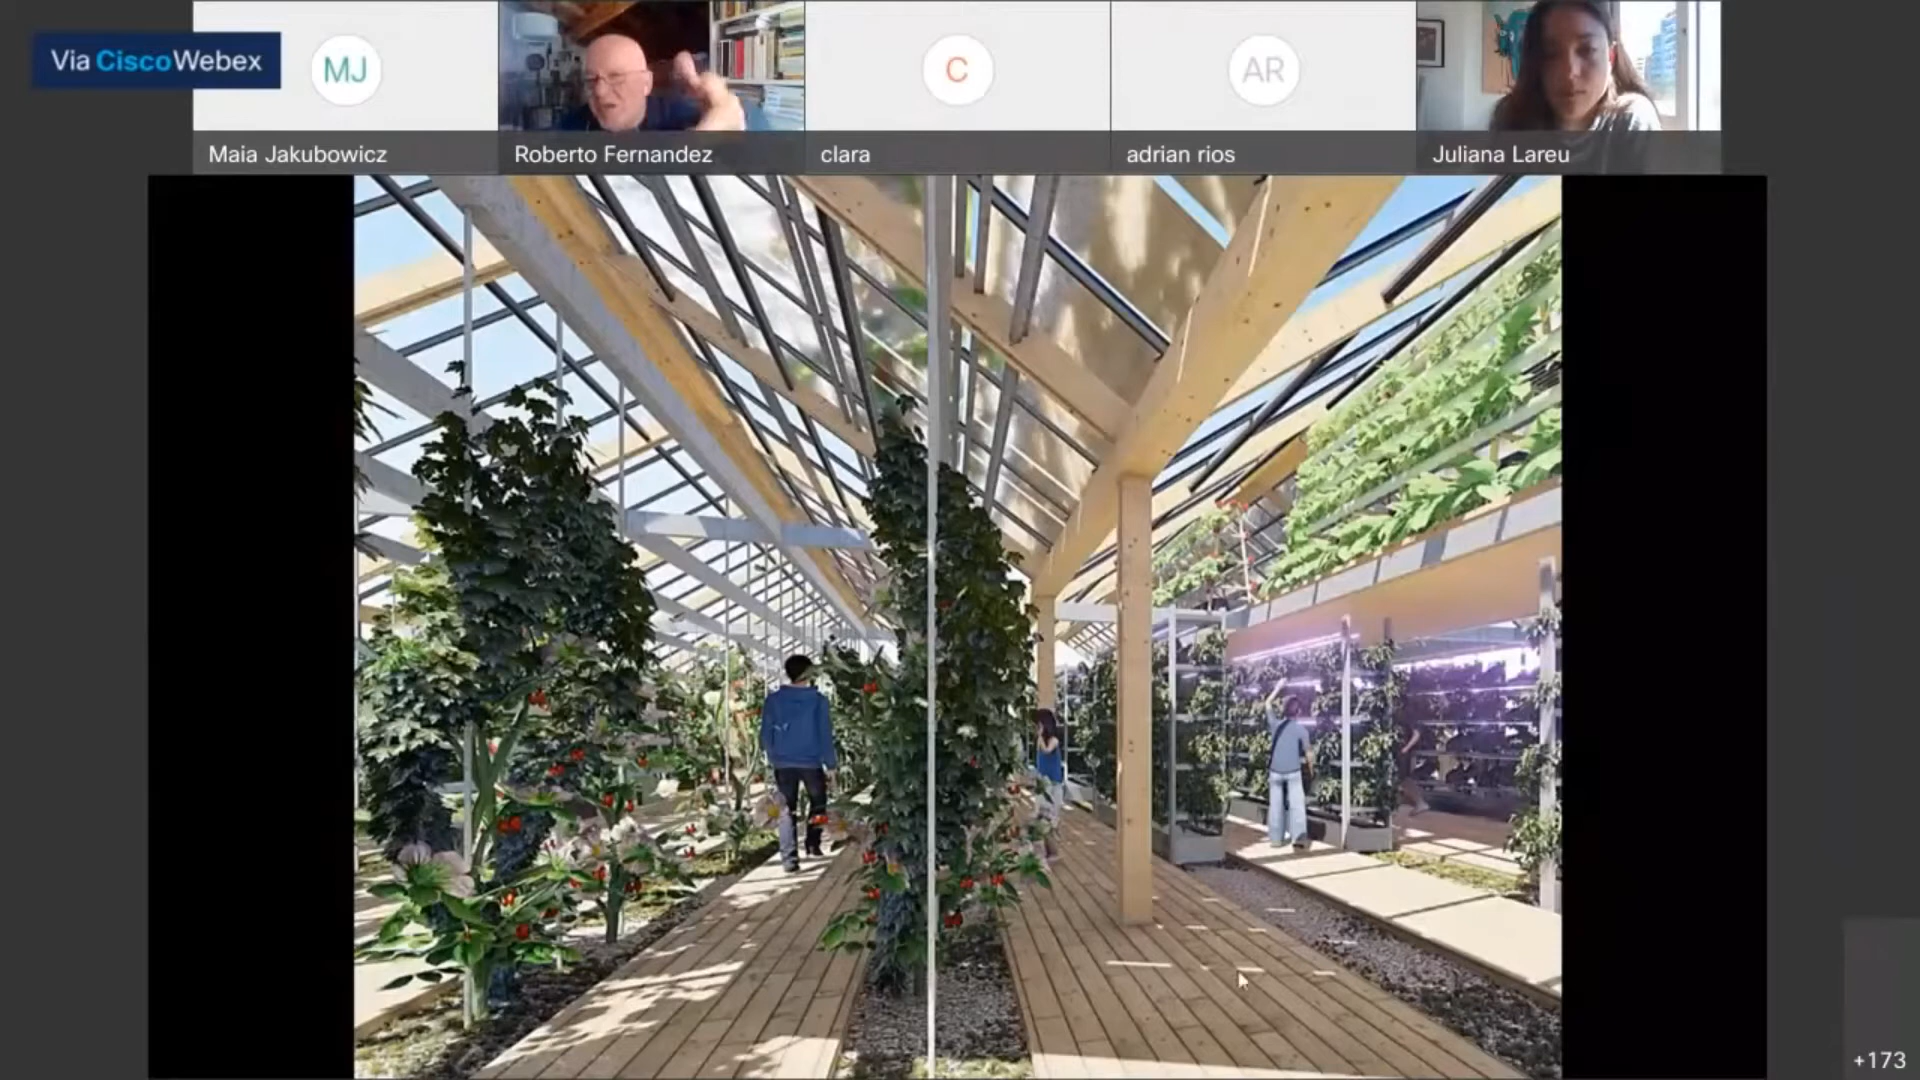 Via CiscoWebex
MJ
C
AR
Maia Jakubowicz
Roberto Fernandez
clara
adrian rios
Juliana Lareu
+173